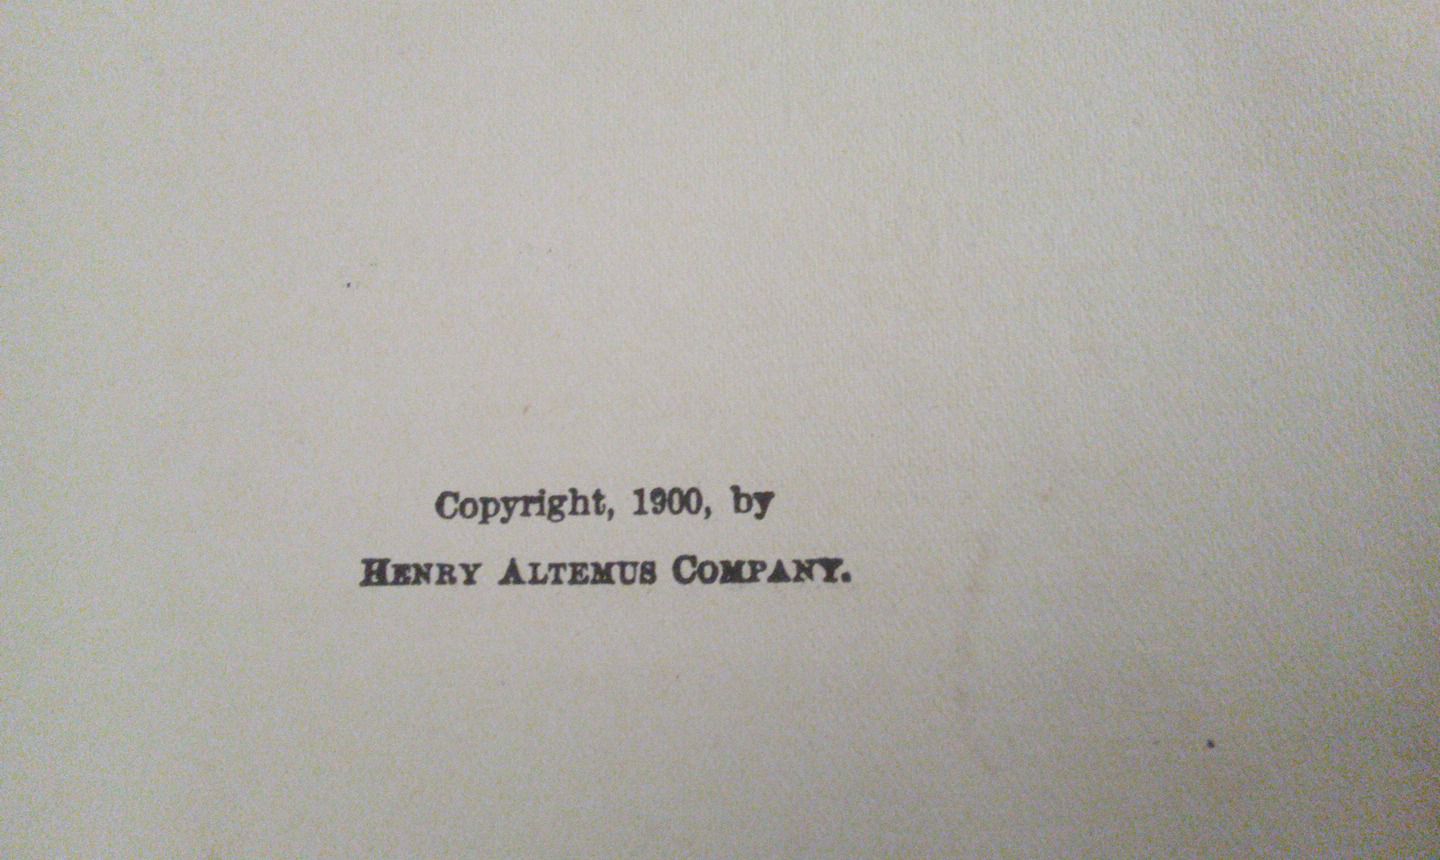 Copyright, 1900, by
HENRY ALTEMUS COMPANY.